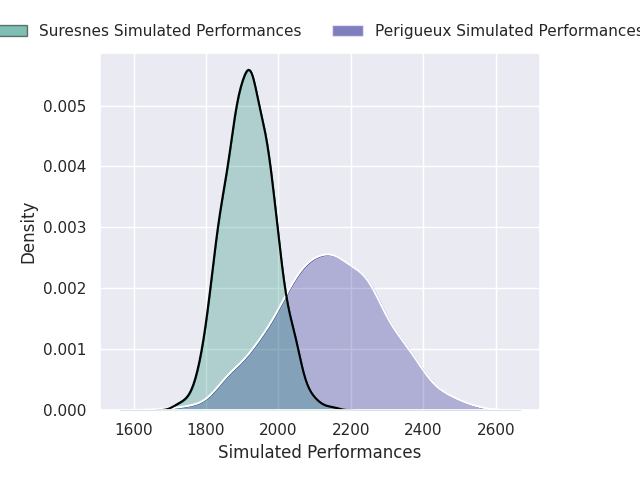 Suresnes Simulated Performances Perigueux Simulated Performances
0.005
0.004
0.003
0.002
0.001
0.000
Density
1600 1800 2000 2200 2400 2600
Simulated Performances